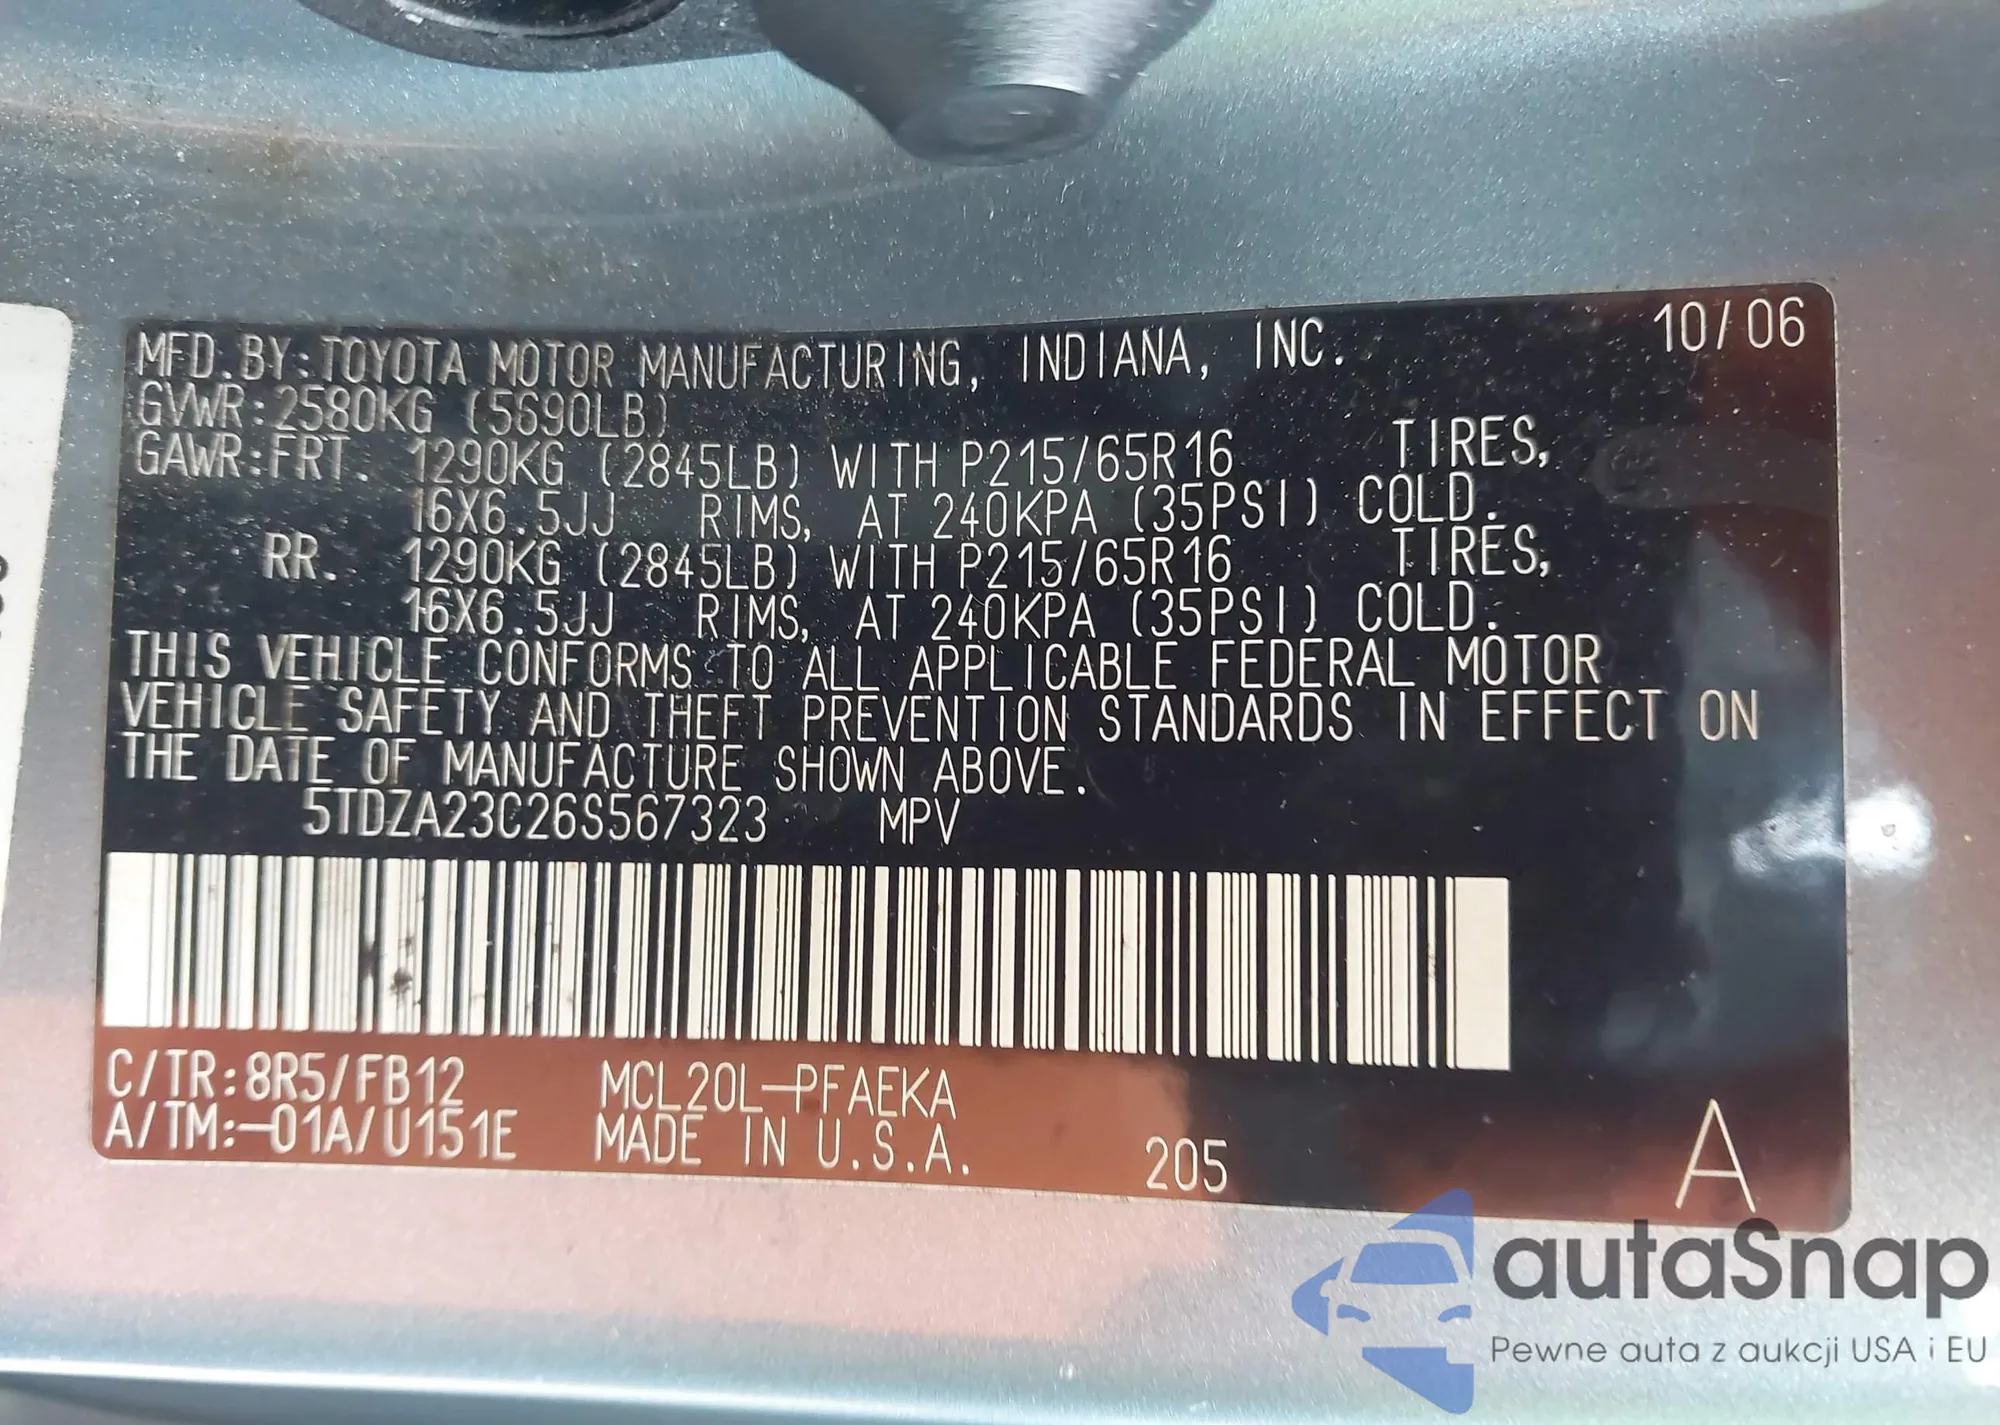 MFD.BY:TOYOTA MOTOR MANUFACTURING, INDIANA, INC. 10/06
GVWR:2580KG (5690LB)
GAWR:FRT. 1290KG (2845LB) WITH P215/65R16 TIRES,
16X6.5JJ RIMS, AT 240KPA (35PSI) COLD.
RR. 1290KG (2845LB) WITH P215/65R16 TIRES,
16X6.5JJ RIMS, AT 240KPA (35PSI) COLD.
THIS VEHICLE CONFORMS TO ALL APPLICABLE FEDERAL MOTOR
VEHICLE SAFETY AND THEFT PREVENTION STANDARDS IN EFFECT ON
THE DATE OF MANUFACTURE SHOWN ABOVE.
5TDZA23C26S567323 MPV
C/TR:8R5/FB12 MCL20L-PFAEKA
A/TM:-01A/U151E MADE IN U.S.A. 205 A
autaSnap
Pewne auta z aukcji USA i EU